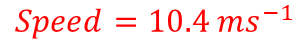 Speed = 10.4 ms⁻¹